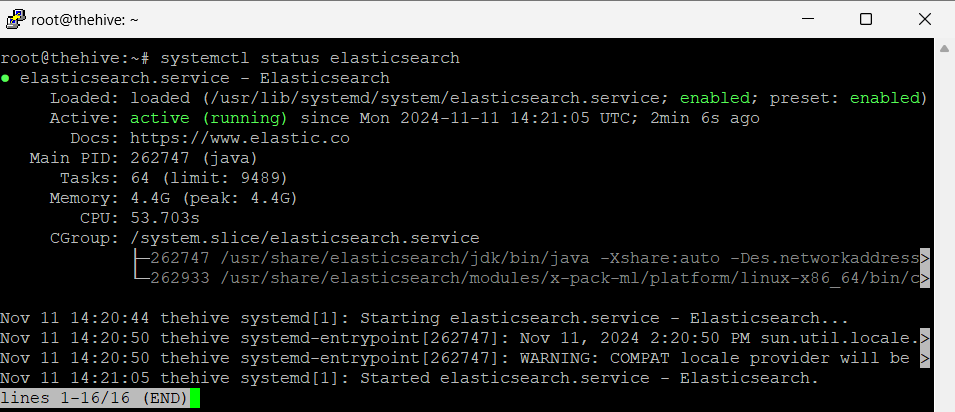 root@thehive: ~
root@thehive:~# systemctl status elasticsearch
● elasticsearch.service - Elasticsearch
     Loaded: loaded (/usr/lib/systemd/system/elasticsearch.service; enabled; preset: enabled)
     Active: active (running) since Mon 2024-11-11 14:21:05 UTC; 2min 6s ago
       Docs: https://www.elastic.co
   Main PID: 262747 (java)
      Tasks: 64 (limit: 9489)
     Memory: 4.4G (peak: 4.4G)
        CPU: 53.703s
     CGroup: /system.slice/elasticsearch.service
             ├─262747 /usr/share/elasticsearch/jdk/bin/java -Xshare:auto -Des.networkaddress>
             └─262933 /usr/share/elasticsearch/modules/x-pack-ml/platform/linux-x86_64/bin/c>
Nov 11 14:20:44 thehive systemd[1]: Starting elasticsearch.service - Elasticsearch...
Nov 11 14:20:50 thehive systemd-entrypoint[262747]: Nov 11, 2024 2:20:50 PM sun.util.locale.>
Nov 11 14:20:50 thehive systemd-entrypoint[262747]: WARNING: COMPAT locale provider will be >
Nov 11 14:21:05 thehive systemd[1]: Started elasticsearch.service - Elasticsearch.
lines 1-16/16 (END)